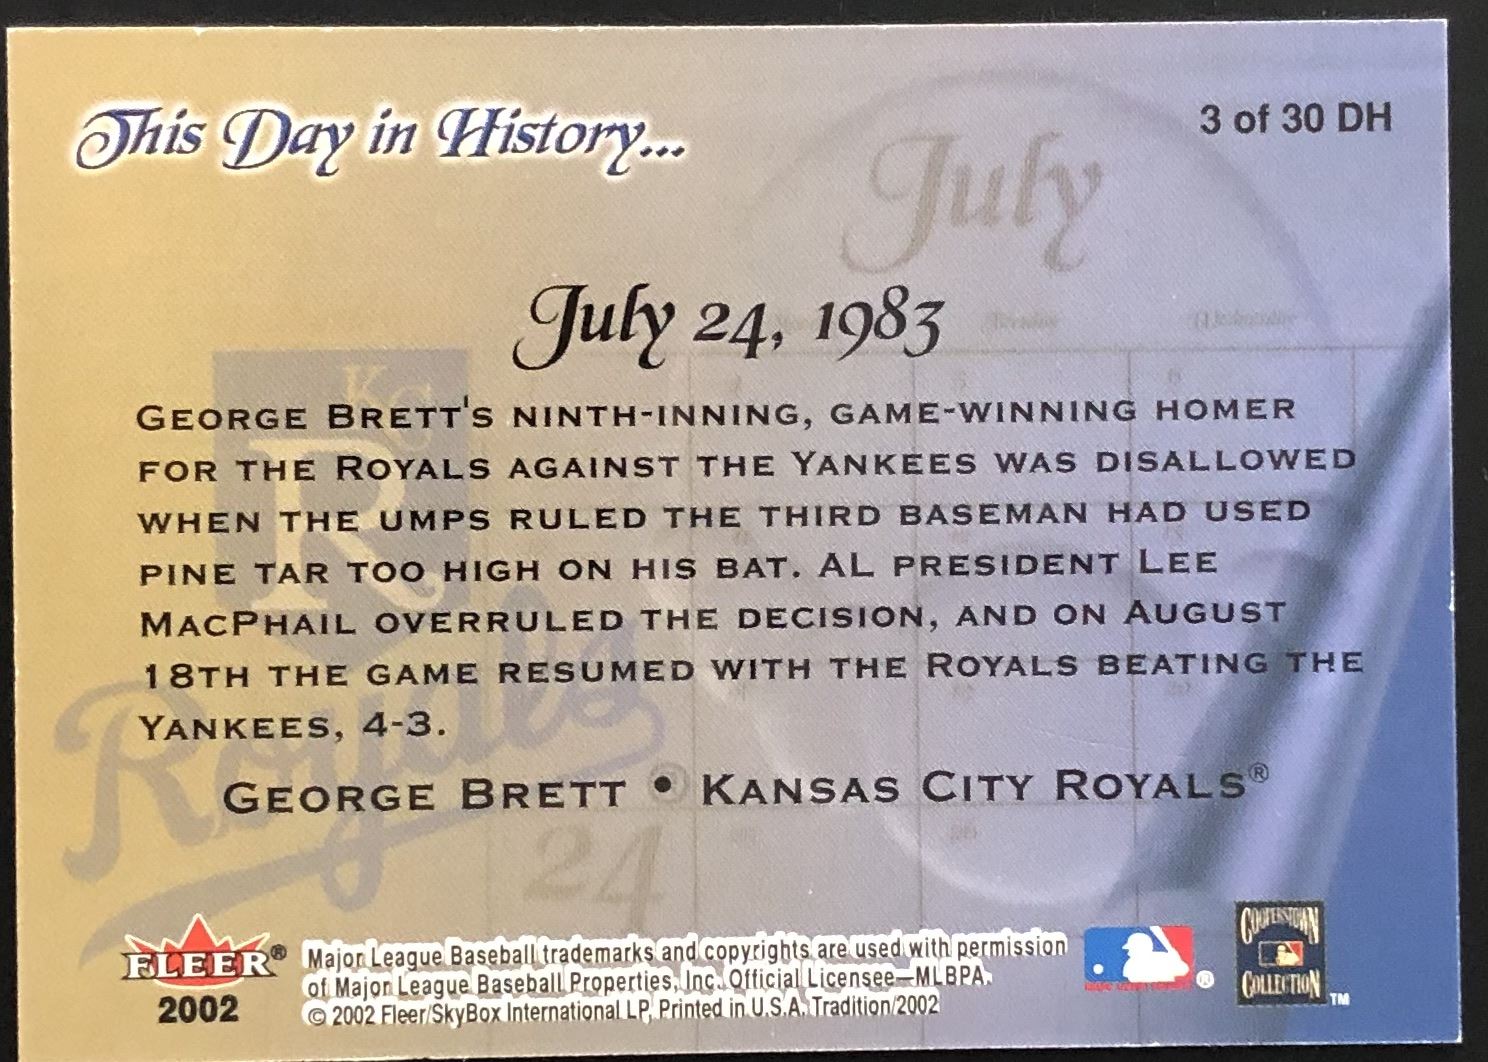 This Day in History...
3 of 30 DH
July
July 24, 1983
KC
R
GEORGE BRETT'S NINTH-INNING, GAME-WINNING HOMER
FOR THE ROYALS AGAINST THE YANKEES WAS DISALLOWED
WHEN THE UMPS RULED THE THIRD BASEMAN HAD USED
PINE TAR TOO HIGH ON HIS BAT. AL PRESIDENT LEE
MACPHAIL OVERRULED THE DECISION, AND ON AUGUST
18TH THE GAME RESUMED WITH THE ROYALS BEATING THE
YANKEES, 4-3.
Royals
GEORGE BRETT • KANSAS CITY ROYALS®
24
FLEER®
2002
Major League Baseball trademarks and copyrights are used with permission
of Major League Baseball Properties, Inc. Official Licensee—MLBPA.
© 2002 Fleer/SkyBox International LP, Printed in U.S.A. Tradition/2002
®
COOPERSTOWN
COLLECTION
TM